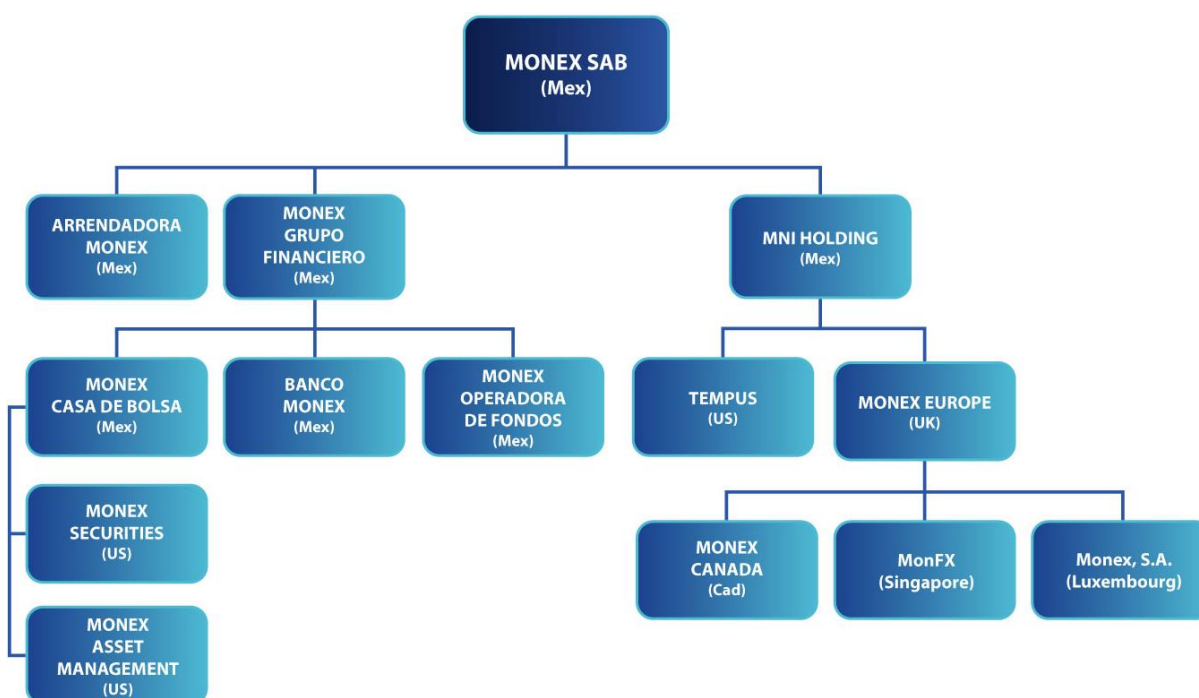 MONEX SAB
(Mex)
ARRENDADORA
MONEX
(Mex)
MONEX
GRUPO
FINANCIERO
(Mex)
MNI HOLDING
(Mex)
MONEX
CASA DE BOLSA
(Mex)
BANCO
MONEX
(Mex)
MONEX
OPERADORA
DE FONDOS
(Mex)
TEMPUS
(US)
MONEX EUROPE
(UK)
MONEX
SECURITIES
(US)
MONEX
CANADA
(Cad)
MonFX
(Singapore)
Monex, S.A.
(Luxembourg)
MONEX
ASSET
MANAGEMENT
(US)